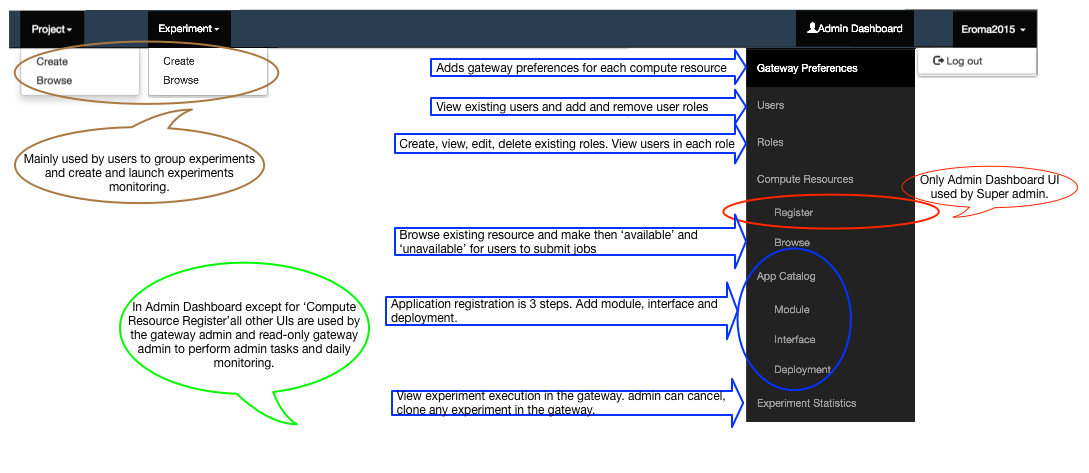 Project
Experiment
Admin Dashboard
Eroma2015
Create
Browse
Create
Browse
Log out
Mainly used by users to group experiments
and create and launch experiments
monitoring.
Adds gateway preferences for each compute resource
Gateway Preferences
View existing users and add and remove user roles
Users
Create, view, edit, delete existing roles. View users in each role
Roles
Compute Resources
Only Admin Dashboard UI
used by Super admin.
Register
Browse existing resource and make then ‘available’ and
‘unavailable’ for users to submit jobs
Browse
App Catalog
In Admin Dashboard except for ‘Compute
Resource Register’all other UIs are used by
the gateway admin and read-only gateway
admin to perform admin tasks and daily
monitoring.
Application registration is 3 steps. Add module, interface and
deployment.
Module
Interface
Deployment
View experiment execution in the gateway. admin can cancel,
clone any experiment in the gateway.
Experiment Statistics